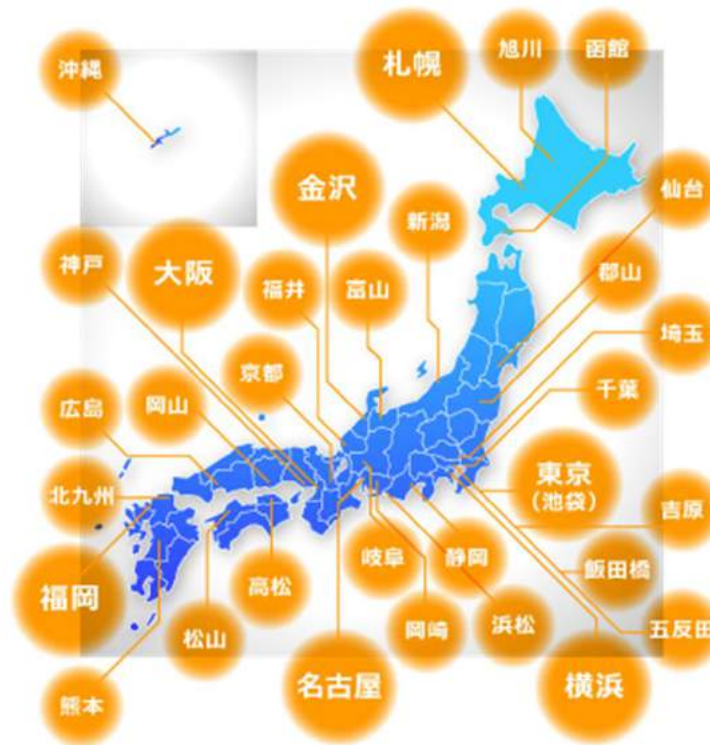 沖縄
札幌
旭川
函館
金沢
仙台
新潟
神戸
大阪
福井
富山
郡山
埼玉
京都
千葉
広島
岡山
東京
(池袋)
北九州
吉原
福岡
高松
岐阜
静岡
飯田橋
松山
岡崎
浜松
五反田
熊本
名古屋
横浜